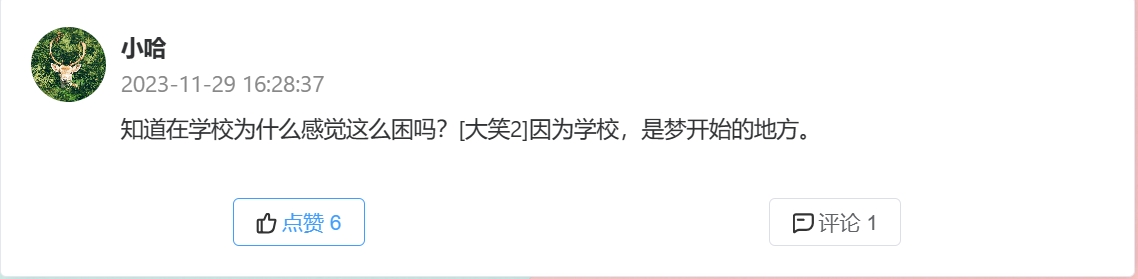 小哈
2023-11-29 16:28:37
知道在学校为什么感觉这么困吗？[大笑2]因为学校，是梦开始的地方。
点赞 6
评论 1